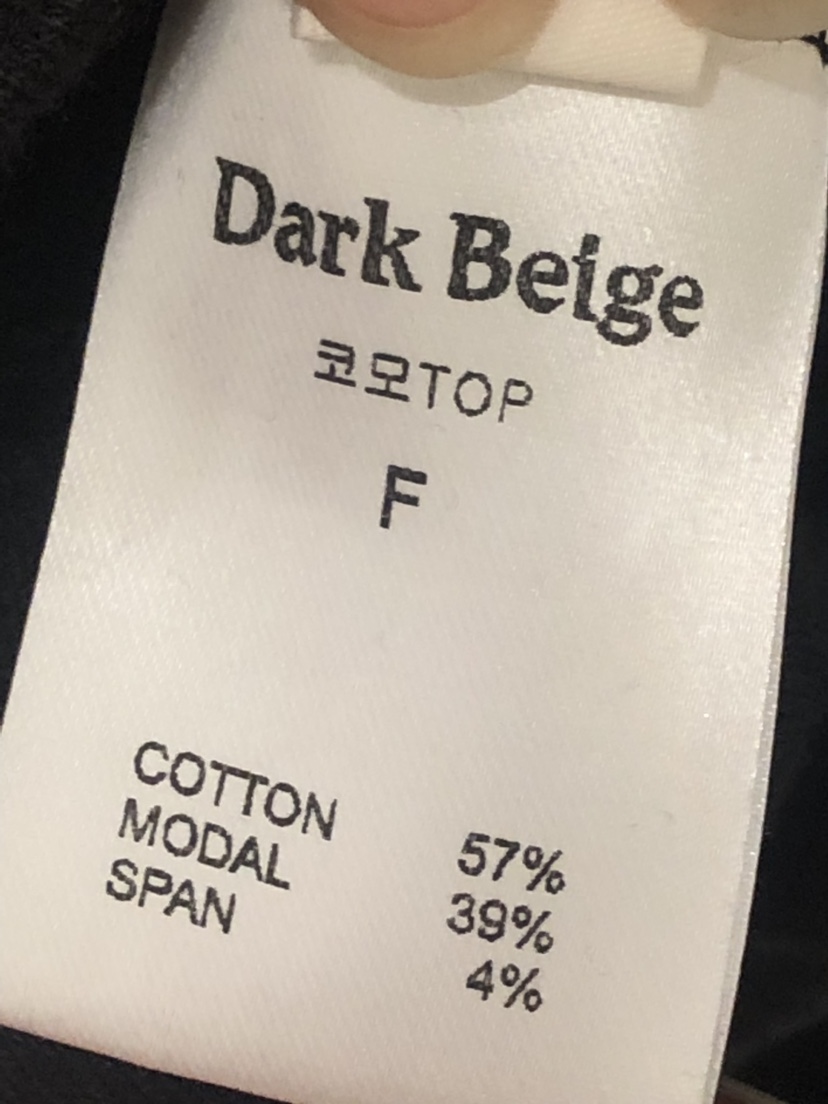 Dark Beige
코모TOP
F
COTTON 57%
MODAL 39%
SPAN 4%